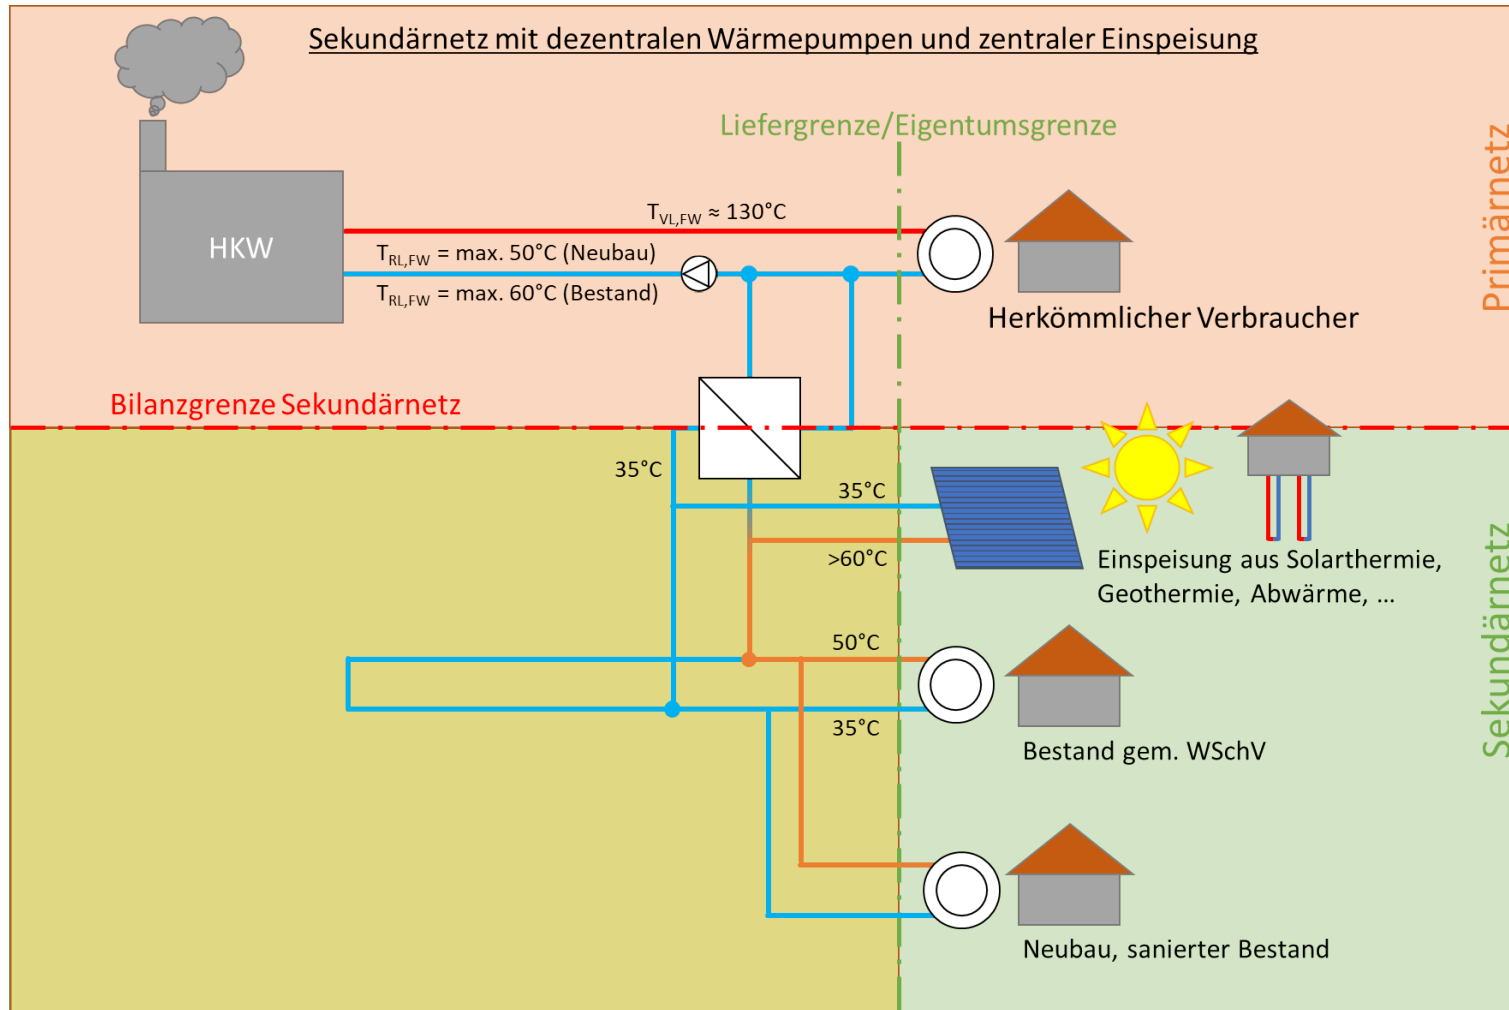 Sekundärnetz mit dezentralen Wärmepumpen und zentraler Einspeisung
Liefergrenze/Eigentumsgrenze
Primärnetz
T_VL,FW ≈ 130°C
HKW
T_RL,FW = max. 50°C (Neubau)
T_RL,FW = max. 60°C (Bestand)
Herkömmlicher Verbraucher
Bilanzgrenze Sekundärnetz
35°C
35°C
>60°C
Einspeisung aus Solarthermie,
Geothermie, Abwärme, ...
Sekundärnetz
50°C
35°C
Bestand gem. WSchV
Neubau, sanierter Bestand